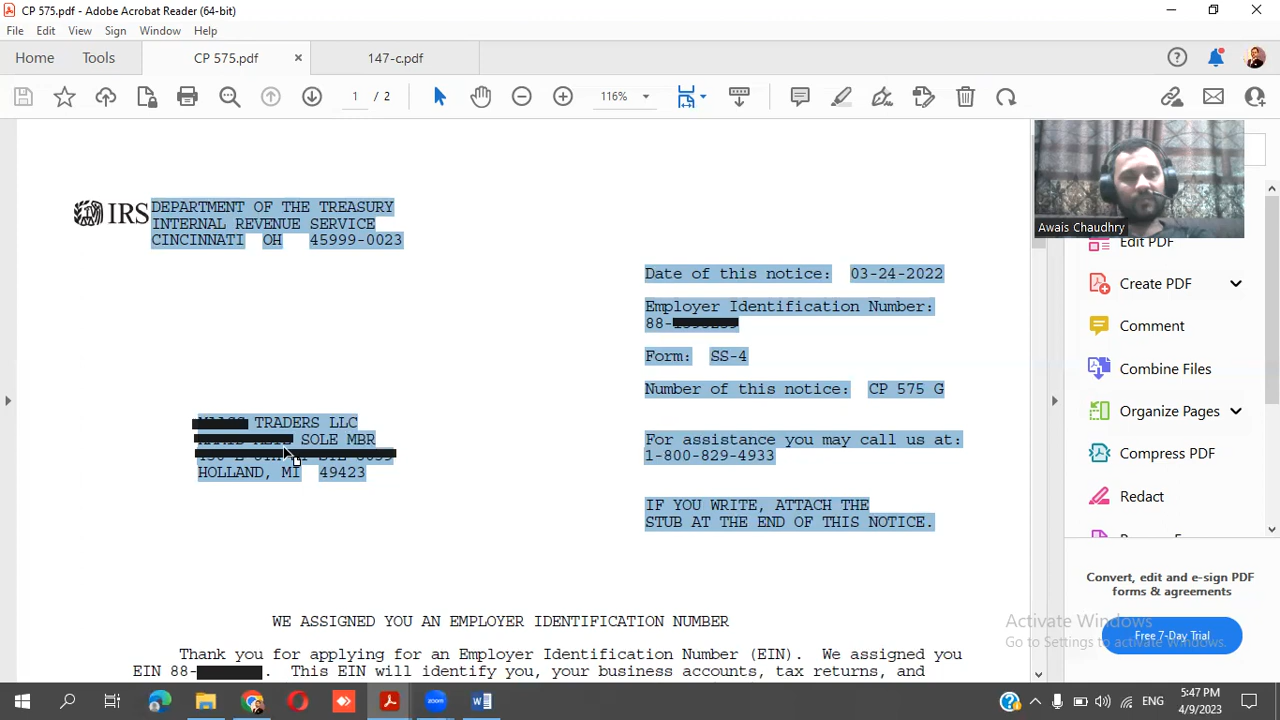 CP 575.pdf - Adobe Acrobat Reader (64-bit)
File Edit View Sign Window Help
Home Tools CP 575.pdf 147-c.pdf
1 / 2 116%
Awais Chaudhry
IRS DEPARTMENT OF THE TREASURY
INTERNAL REVENUE SERVICE
CINCINNATI OH 45999-0023
Date of this notice: 03-24-2022
Employer Identification Number:
88-
Form: SS-4
Number of this notice: CP 575 G
TRADERS LLC
SOLE MBR
HOLLAND, MI 49423
For assistance you may call us at:
1-800-829-4933
IF YOU WRITE, ATTACH THE
STUB AT THE END OF THIS NOTICE.
WE ASSIGNED YOU AN EMPLOYER IDENTIFICATION NUMBER
Thank you for applying for an Employer Identification Number (EIN). We assigned you
EIN 88- . This EIN will identify you, your business accounts, tax returns, and
Edit PDF
Create PDF
Comment
Combine Files
Organize Pages
Compress PDF
Redact
Convert, edit and e-sign PDF
forms & agreements
Free 7-Day Trial
Activate Windows
Go to Settings to activate Windows.
zoom
ENG
5:47 PM
4/9/2023